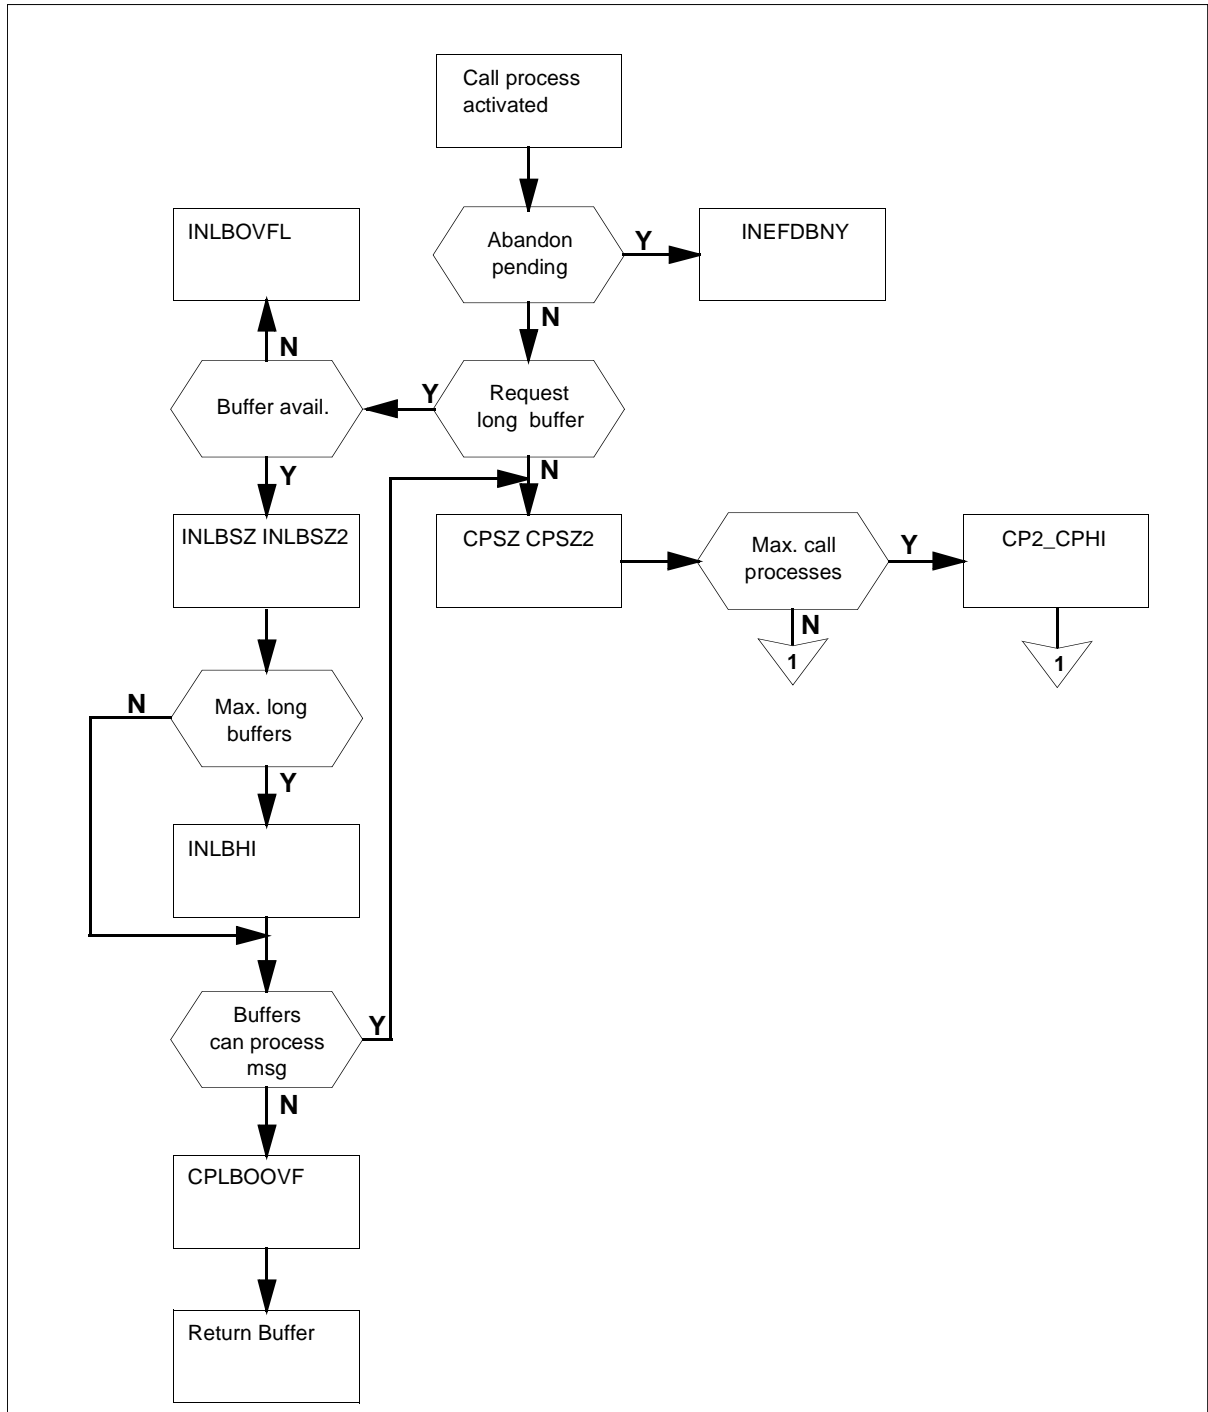 Call process
activated
INLBOVFL
Abandon
pending
Y
INEFDBNY
N
N
Buffer avail.
Y
Request
long buffer
Y
N
INLBSZ INLBSZ2
CPSZ CPSZ2
Max. call
processes
Y
CP2_CPHI
N
1
1
N
Max. long
buffers
Y
INLBHI
Buffers
can process
msg
Y
N
CPLBOOVF
Return Buffer